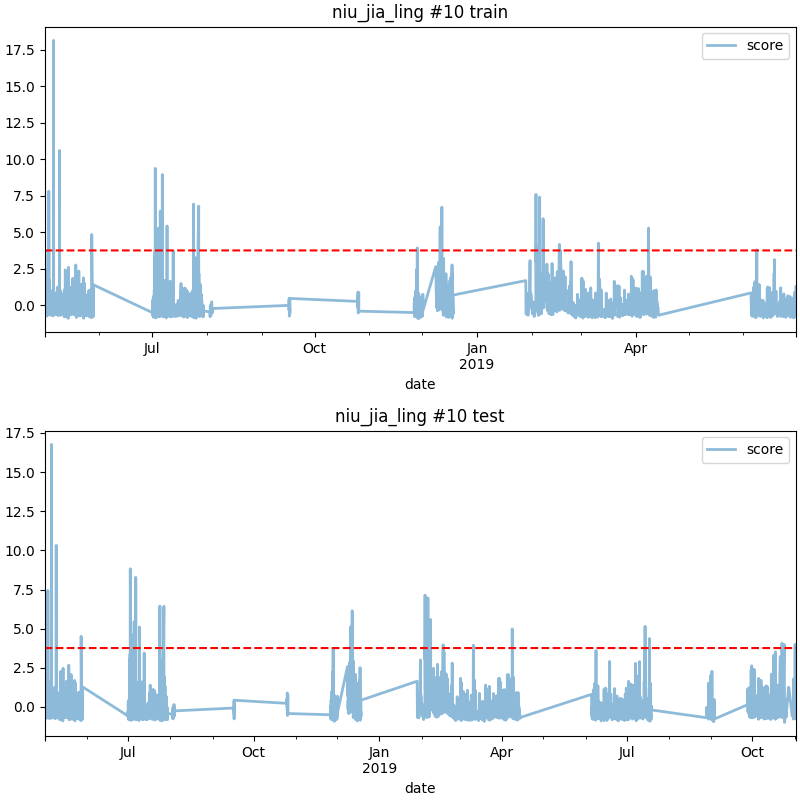 niu_jia_ling #10 train
score
17.5
15.0
12.5
10.0
7.5
5.0
2.5
0.0
Jul Oct Jan Apr
2019
date
niu_jia_ling #10 test
score
17.5
15.0
12.5
10.0
7.5
5.0
2.5
0.0
Jul Oct Jan Apr Jul Oct
2019
date